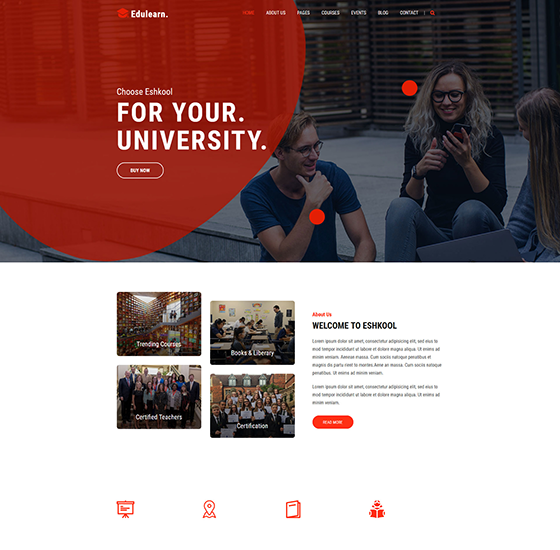 Edulearn.
HOME ABOUT US PAGES COURSES EVENTS BLOG CONTACT
Choose Eshkool
FOR YOUR.
UNIVERSITY.
BUY NOW
Trending Courses
Books & Liberary
Certified Teachers
Certification
About Us
WELCOME TO ESHKOOL
Lorem ipsum dolor sit amet, consectetur adipisicing elit, sed eius to
mod tempor incididunt ut labore et dolore magna aliqua. Ut enims ad
minim veniam. Aenean massa. Cum sociis natoque penatibus et
magnis dis partu rient to montes Aene an massa. Cum sociis natoque
penatibus. Ut enims ad minim veniam.
Lorem ipsum dolor sit amet, consectetur adipisicing elit, sed eius to
mod tempor incididunt ut labore et dolore magna aliqua. Ut enims ad
minim veniam.
READ MORE